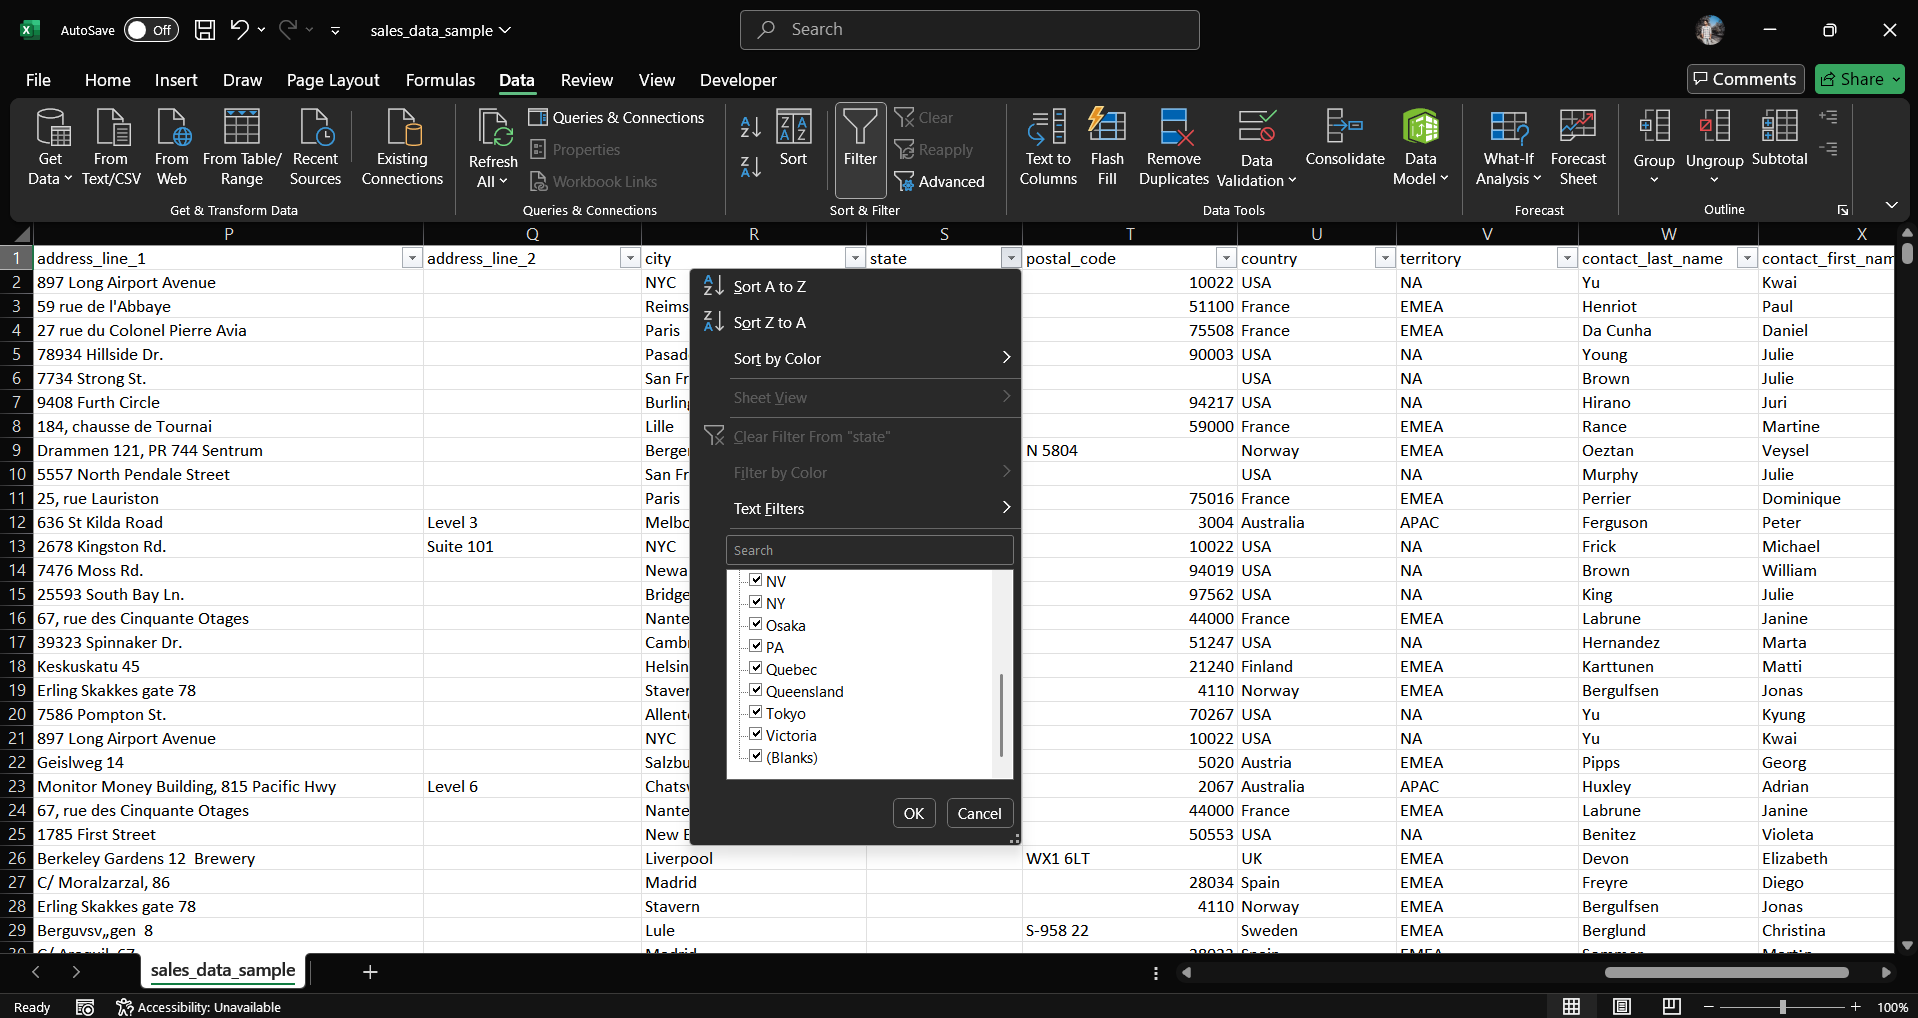 AutoSave Off sales_data_sample Search
File Home Insert Draw Page Layout Formulas Data Review View Developer Comments Share
Get Data
From Text/CSV
From Web
From Table/ Range
Recent Sources
Existing Connections
Get & Transform Data
Refresh All
Queries & Connections
Properties
Workbook Links
Queries & Connections
Sort
Filter
Clear
Reapply
Advanced
Sort & Filter
Text to Columns
Flash Fill
Remove Duplicates
Data Validation
Consolidate
Data Model
Data Tools
What-If Analysis
Forecast Sheet
Forecast
Group
Ungroup
Subtotal
Outline
P Q R S T U V W X
1 address_line_1 address_line_2 city state postal_code country territory contact_last_name contact_first_nam
2 897 Long Airport Avenue NYC 10022 USA NA Yu Kwai
3 59 rue de l'Abbaye Reims 51100 France EMEA Henriot Paul
4 27 rue du Colonel Pierre Avia Paris 75508 France EMEA Da Cunha Daniel
5 78934 Hillside Dr. Pasad 90003 USA NA Young Julie
6 7734 Strong St. San Fr USA NA Brown Julie
7 9408 Furth Circle Burling 94217 USA NA Hirano Juri
8 184, chausse de Tournai Lille 59000 France EMEA Rance Martine
9 Drammen 121, PR 744 Sentrum Berge N 5804 Norway EMEA Oeztan Veysel
10 5557 North Pendale Street San Fr USA NA Murphy Julie
11 25, rue Lauriston Paris 75016 France EMEA Perrier Dominique
12 636 St Kilda Road Level 3 Melbo 3004 Australia APAC Ferguson Peter
13 2678 Kingston Rd. Suite 101 NYC 10022 USA NA Frick Michael
14 7476 Moss Rd. Newa 94019 USA NA Brown William
15 25593 South Bay Ln. Bridge 97562 USA NA King Julie
16 67, rue des Cinquante Otages Nante 44000 France EMEA Labrune Janine
17 39323 Spinnaker Dr. Camb 51247 USA NA Hernandez Marta
18 Keskuskatu 45 Helsin 21240 Finland EMEA Karttunen Matti
19 Erling Skakkes gate 78 Staver 4110 Norway EMEA Bergulfsen Jonas
20 7586 Pompton St. Allent 70267 USA NA Yu Kyung
21 897 Long Airport Avenue NYC 10022 USA NA Yu Kwai
22 Geislweg 14 Salzbu 5020 Austria EMEA Pipps Georg
23 Monitor Money Building, 815 Pacific Hwy Level 6 Chats 2067 Australia APAC Huxley Adrian
24 67, rue des Cinquante Otages Nante 44000 France EMEA Labrune Janine
25 1785 First Street New B 50553 USA NA Benitez Violeta
26 Berkeley Gardens 12 Brewery Liverpool WX1 6LT UK EMEA Devon Elizabeth
27 C/ Moralzarzal, 86 Madrid 28034 Spain EMEA Freyre Diego
28 Erling Skakkes gate 78 Stavern 4110 Norway EMEA Bergulfsen Jonas
29 Berguvsv„gen 8 Lule S-958 22 Sweden EMEA Berglund Christina
Sort A to Z
Sort Z to A
Sort by Color
Sheet View
Clear Filter From "state"
Filter by Color
Text Filters
Search
NV
NY
Osaka
PA
Quebec
Queensland
Tokyo
Victoria
(Blanks)
OK Cancel
sales_data_sample
Ready Accessibility: Unavailable 100%